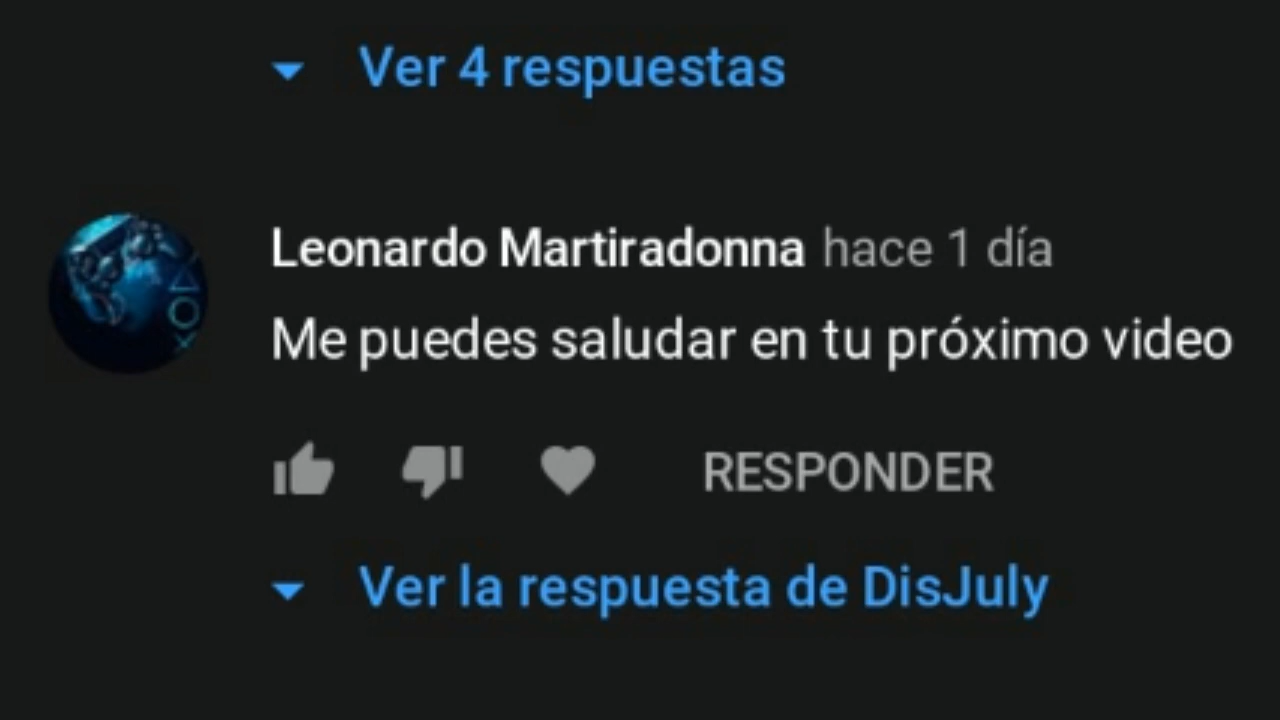 Ver 4 respuestas
Leonardo Martiradonna hace 1 día
Me puedes saludar en tu próximo video
RESPONDER
Ver la respuesta de DisJuly